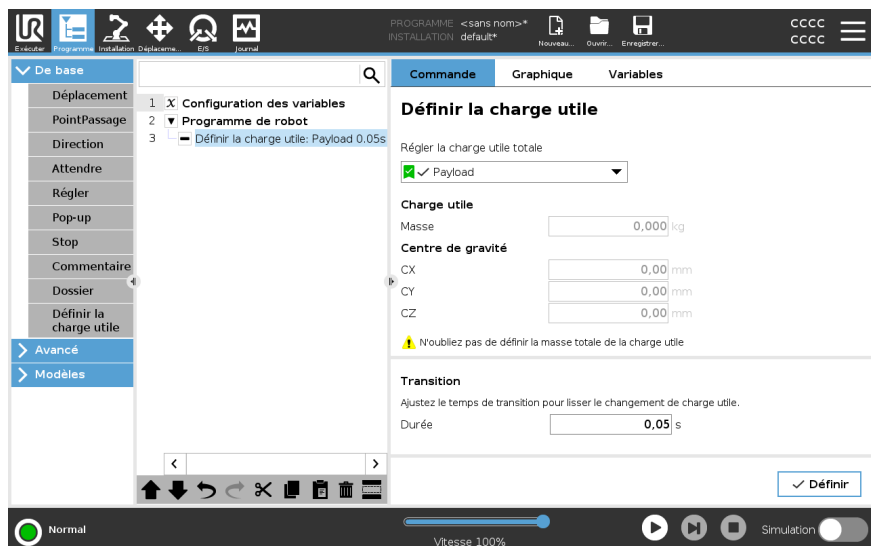 UR
PROGRAMME <sans nom>*
INSTALLATION default*
Exécuter Programme Installation Déplaceme... E/S Journal
Nouveau... Ouvrir... Enregistrer...
CCCC
CCCC
De base
Déplacement
PointPassage
Direction
Attendre
Régler
Pop-up
Stop
Commentaire
Dossier
Définir la
charge utile
Avancé
Modèles
1 X Configuration des variables
2 Programme de robot
3 Définir la charge utile: Payload 0.05s
Commande Graphique Variables
Définir la charge utile
Régler la charge utile totale
Payload
Charge utile
Masse 0,000 kg
Centre de gravité
CX 0,00 mm
CY 0,00 mm
CZ 0,00 mm
N'oubliez pas de définir la masse totale de la charge utile
Transition
Ajustez le temps de transition pour lisser le changement de charge utile.
Durée 0,05 s
Définir
Normal
Vitesse 100%
Simulation